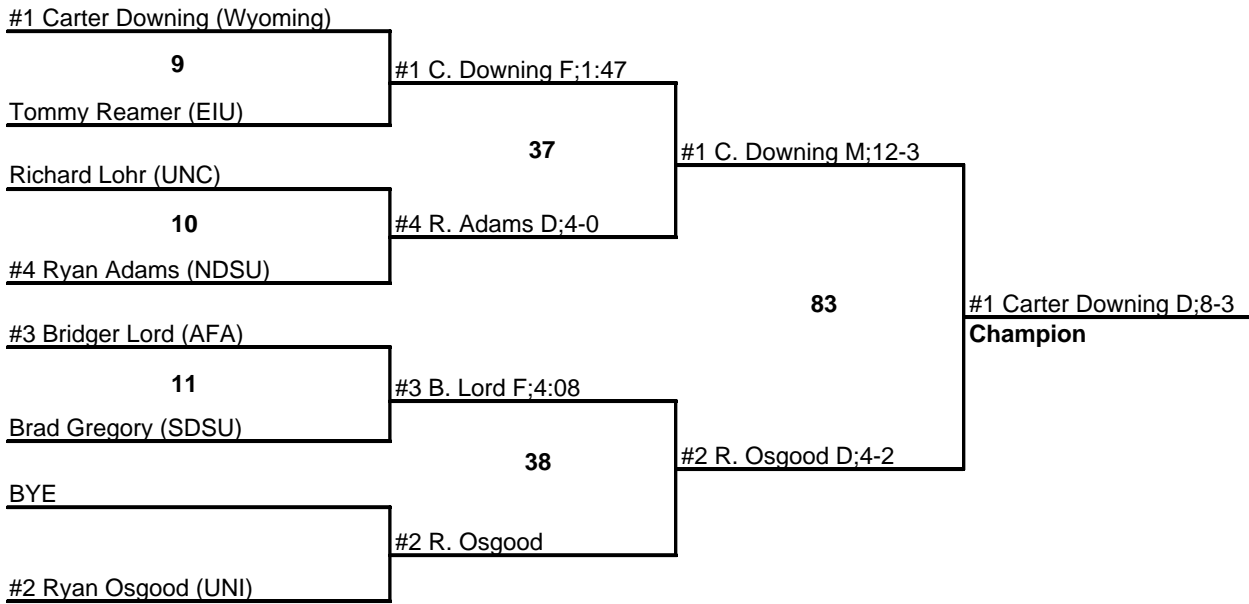 #1 Carter Downing (Wyoming)
9
#1 C. Downing F;1:47
Tommy Reamer (EIU)
37
#1 C. Downing M;12-3
Richard Lohr (UNC)
10
#4 R. Adams D;4-0
#4 Ryan Adams (NDSU)
83
#1 Carter Downing D;8-3
Champion
#3 Bridger Lord (AFA)
11
#3 B. Lord F;4:08
Brad Gregory (SDSU)
38
#2 R. Osgood D;4-2
BYE
#2 R. Osgood
#2 Ryan Osgood (UNI)